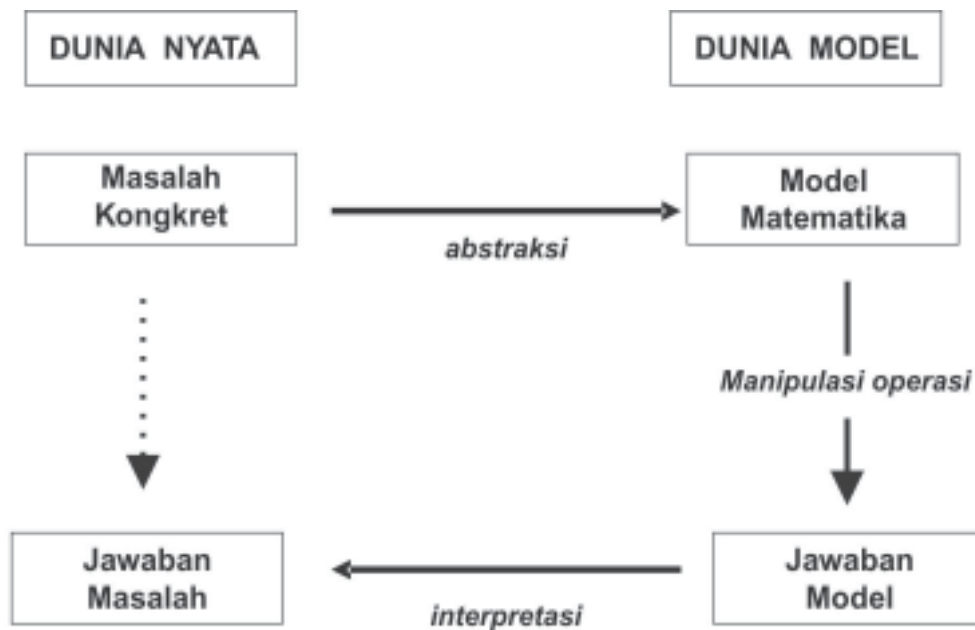 DUNIA NYATA
DUNIA MODEL
Masalah
Kongkret
abstraksi
Model
Matematika
Manipulasi operasi
Jawaban
Masalah
interpretasi
Jawaban
Model